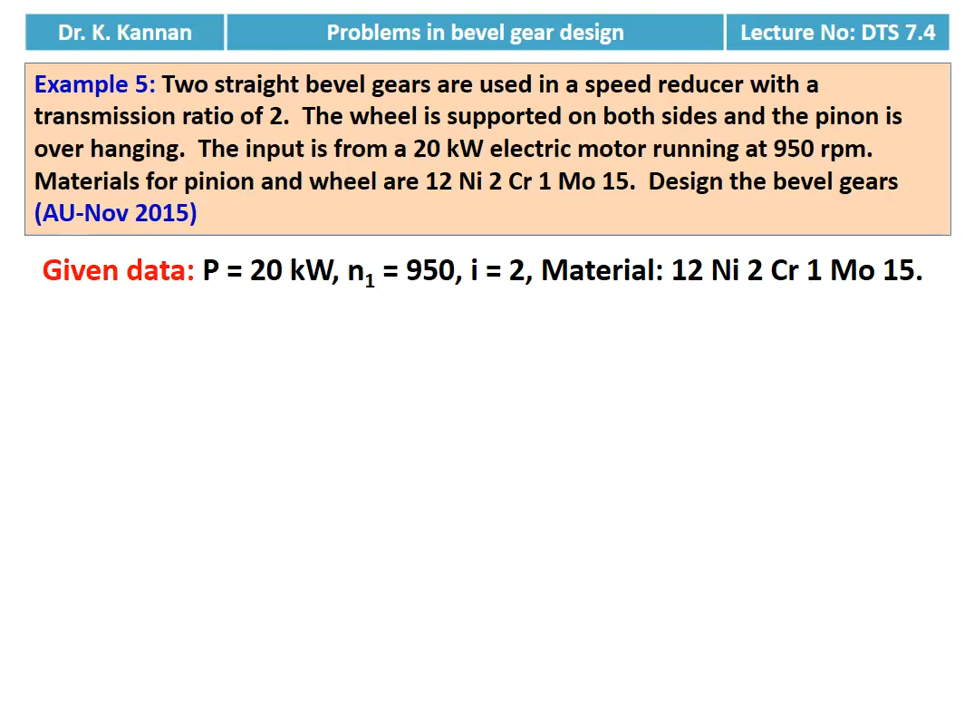 Dr. K. Kannan
Problems in bevel gear design
Lecture No: DTS 7.4
Example 5: Two straight bevel gears are used in a speed reducer with a
transmission ratio of 2. The wheel is supported on both sides and the pinon is
over hanging. The input is from a 20 kW electric motor running at 950 rpm.
Materials for pinion and wheel are 12 Ni 2 Cr 1 Mo 15. Design the bevel gears
(AU-Nov 2015)
Given data: P = 20 kW, n₁ = 950, i = 2, Material: 12 Ni 2 Cr 1 Mo 15.